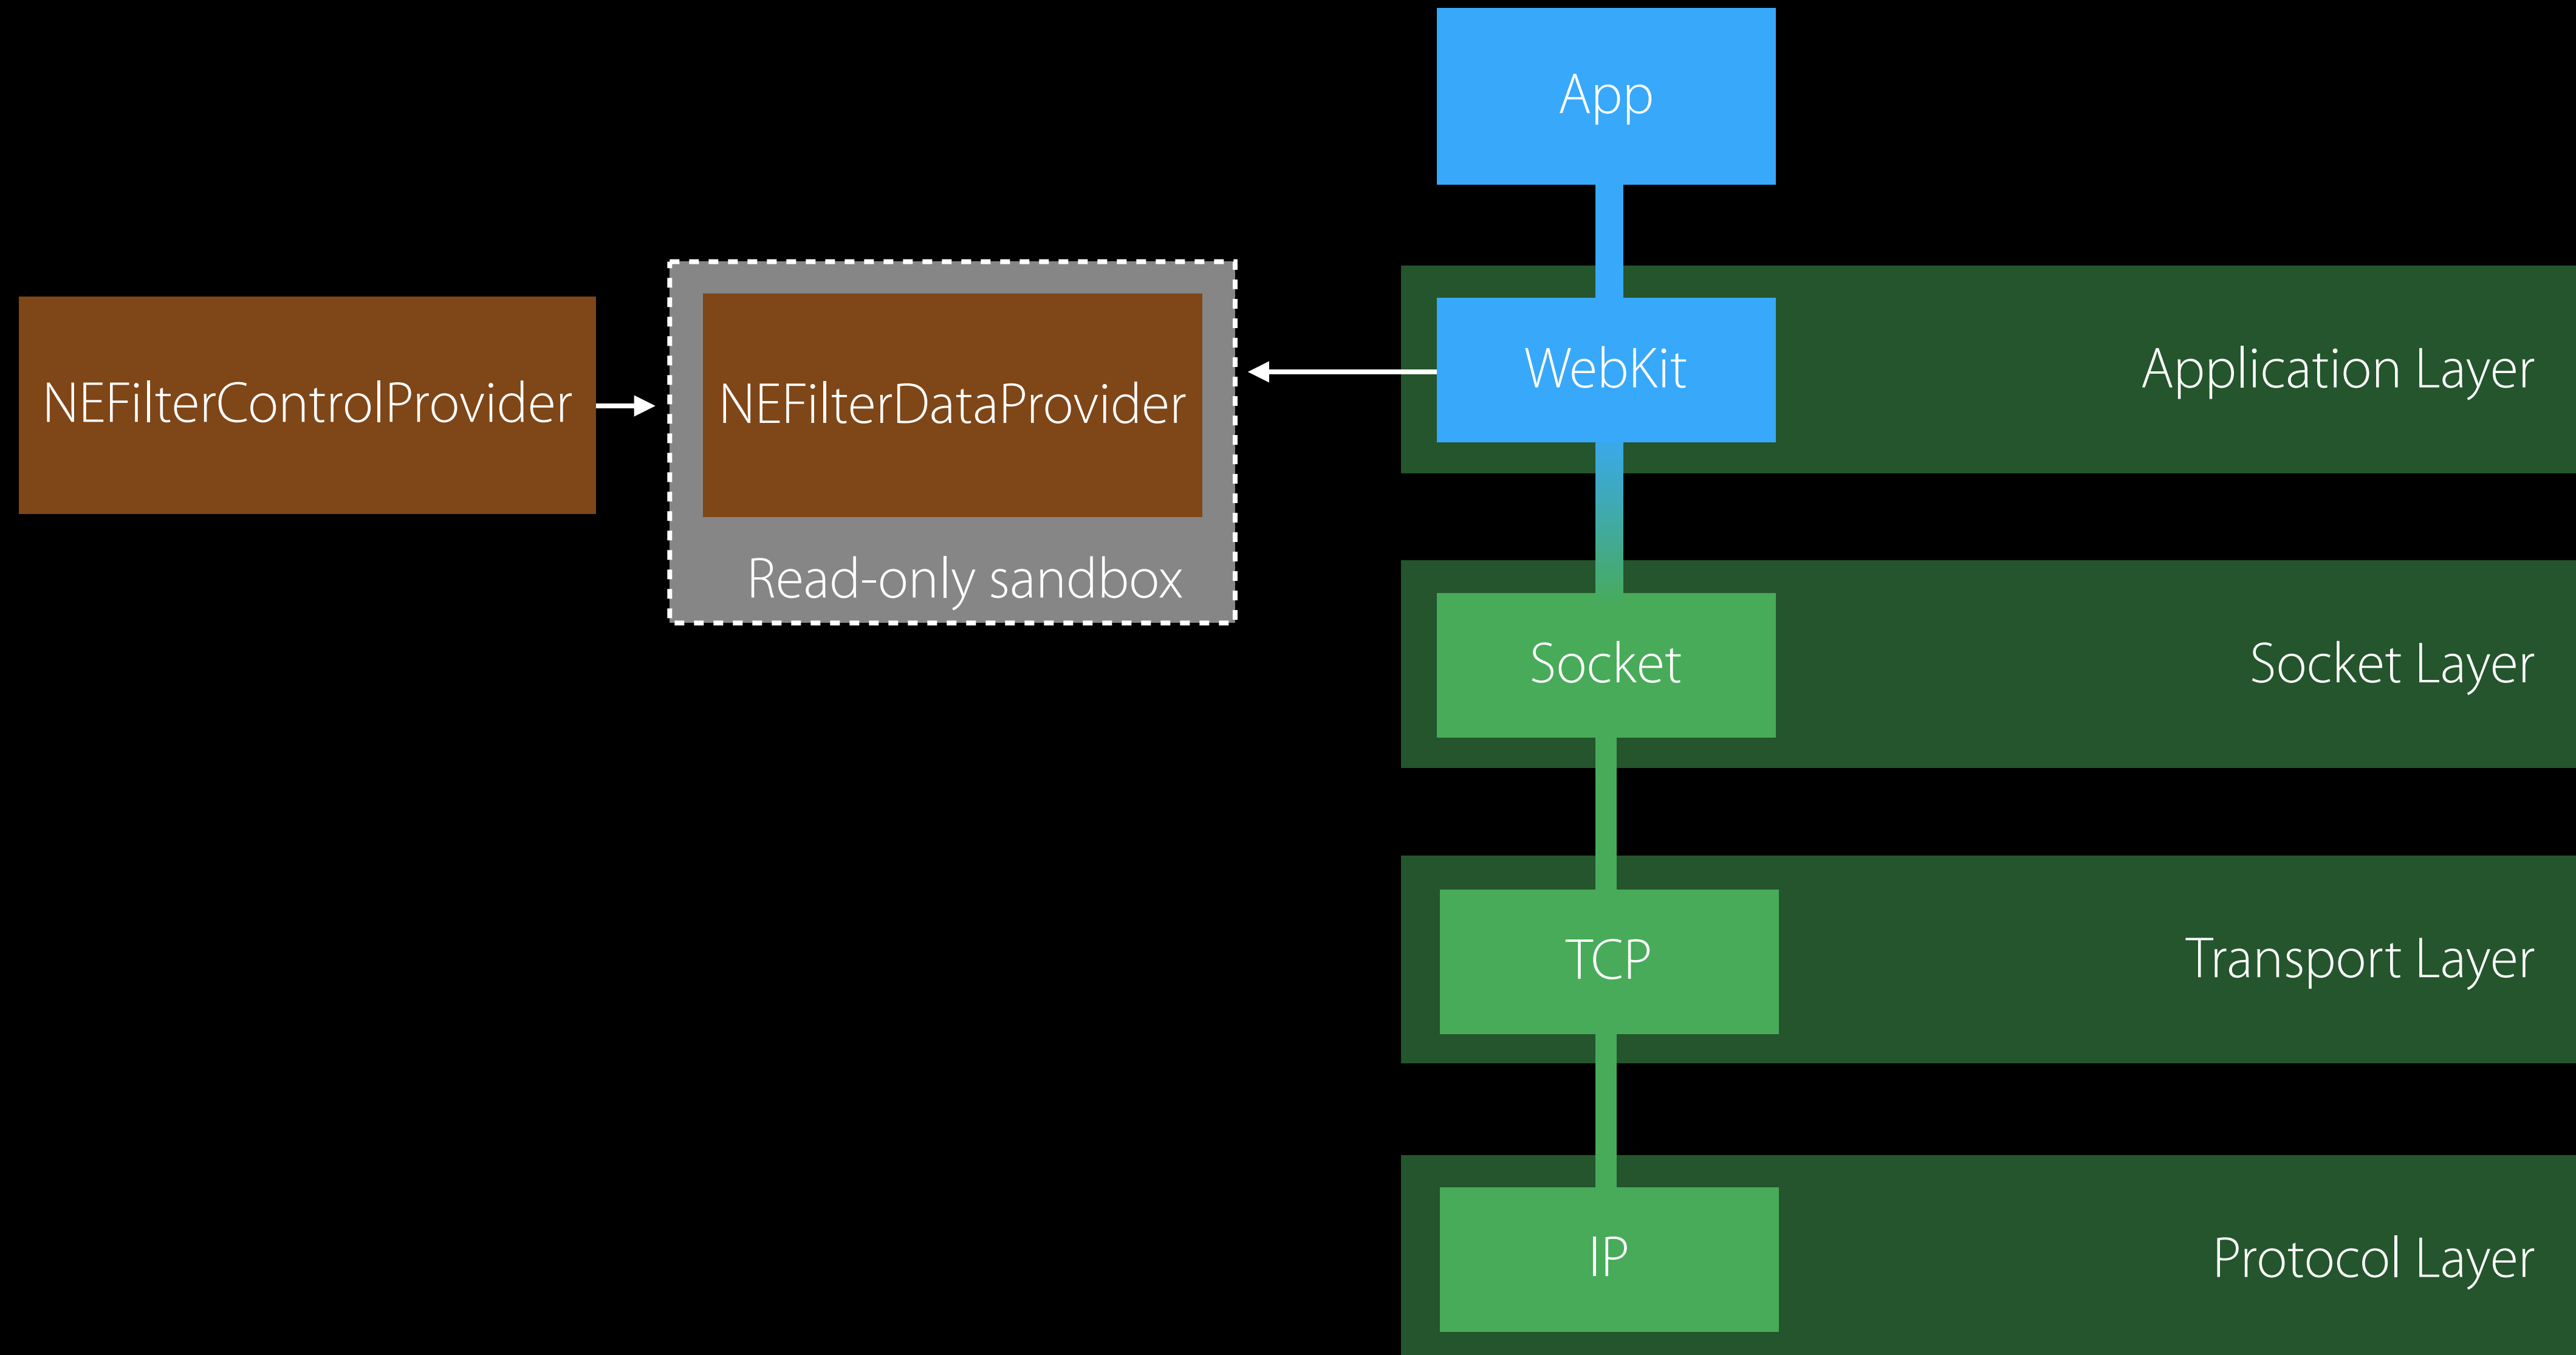 App
NEFilterControlProvider
NEFilterDataProvider
Read-only sandbox
WebKit
Application Layer
Socket
Socket Layer
TCP
Transport Layer
IP
Protocol Layer